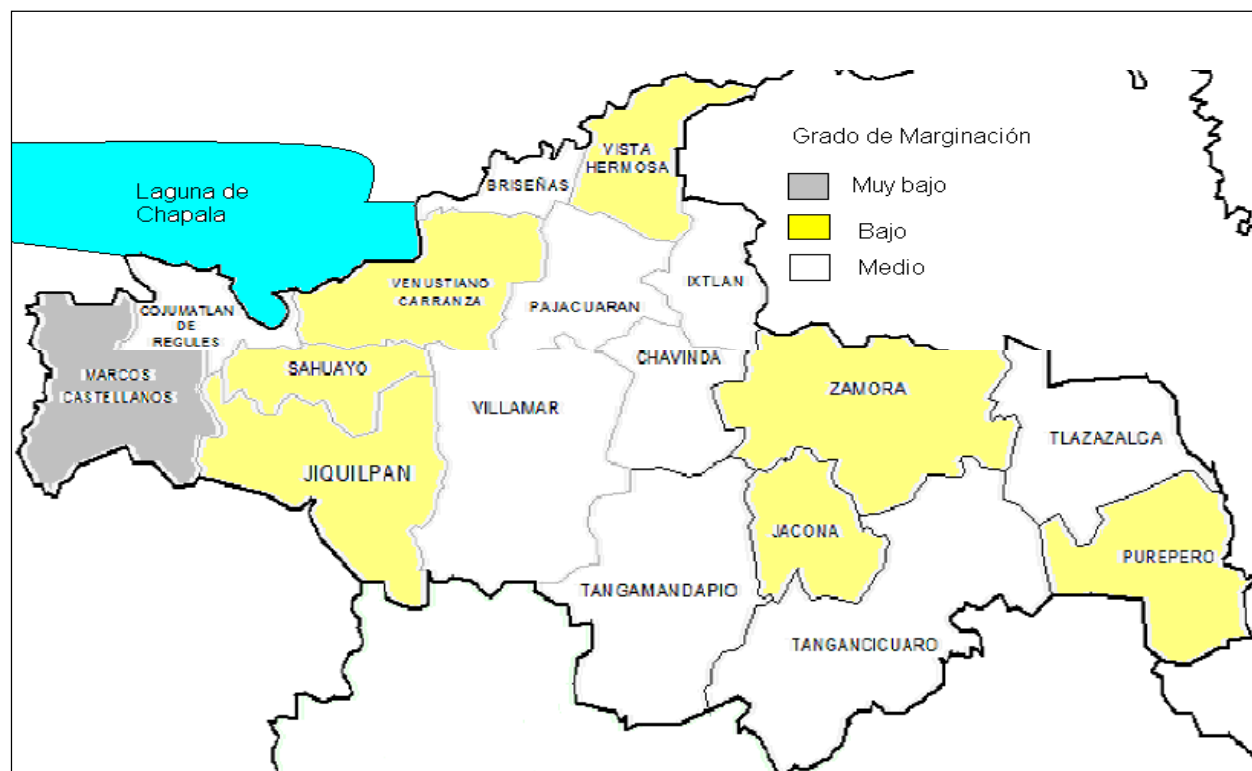 Grado de Marginación
Muy bajo
Bajo
Medio
Laguna de
Chapala
VISTA
HERMOSA
BRISEÑAS
VENUSTIANO
CARRANZA
PAJACUARAN
IXTLAN
COJUMATLAN
DE
REGULES
MARCOS
CASTELLANOS
SAHUAYO
CHAVINDA
ZAMORA
VILLAMAR
TLAZAZALCA
JIQUILPAN
JACONA
PUREPERO
TANGAMANDAPIO
TANGANCICUARO